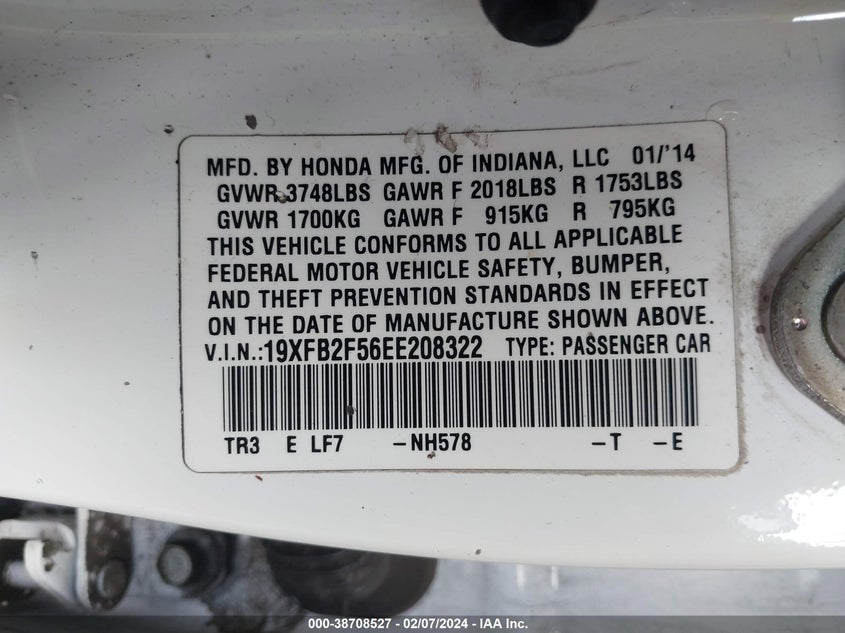 MFD. BY HONDA MFG. OF INDIANA, LLC 01/'14
GVWR 3748LBS GAWR F 2018LBS R 1753LBS
GVWR 1700KG GAWR F 915KG R 795KG
THIS VEHICLE CONFORMS TO ALL APPLICABLE
FEDERAL MOTOR VEHICLE SAFETY, BUMPER,
AND THEFT PREVENTION STANDARDS IN EFFECT
ON THE DATE OF MANUFACTURE SHOWN ABOVE.
V.I.N.:19XFB2F56EE208322 TYPE: PASSENGER CAR
TR3 E LF7 -NH578 -T -E
000-38708527 - 02/07/2024 - IAA Inc.